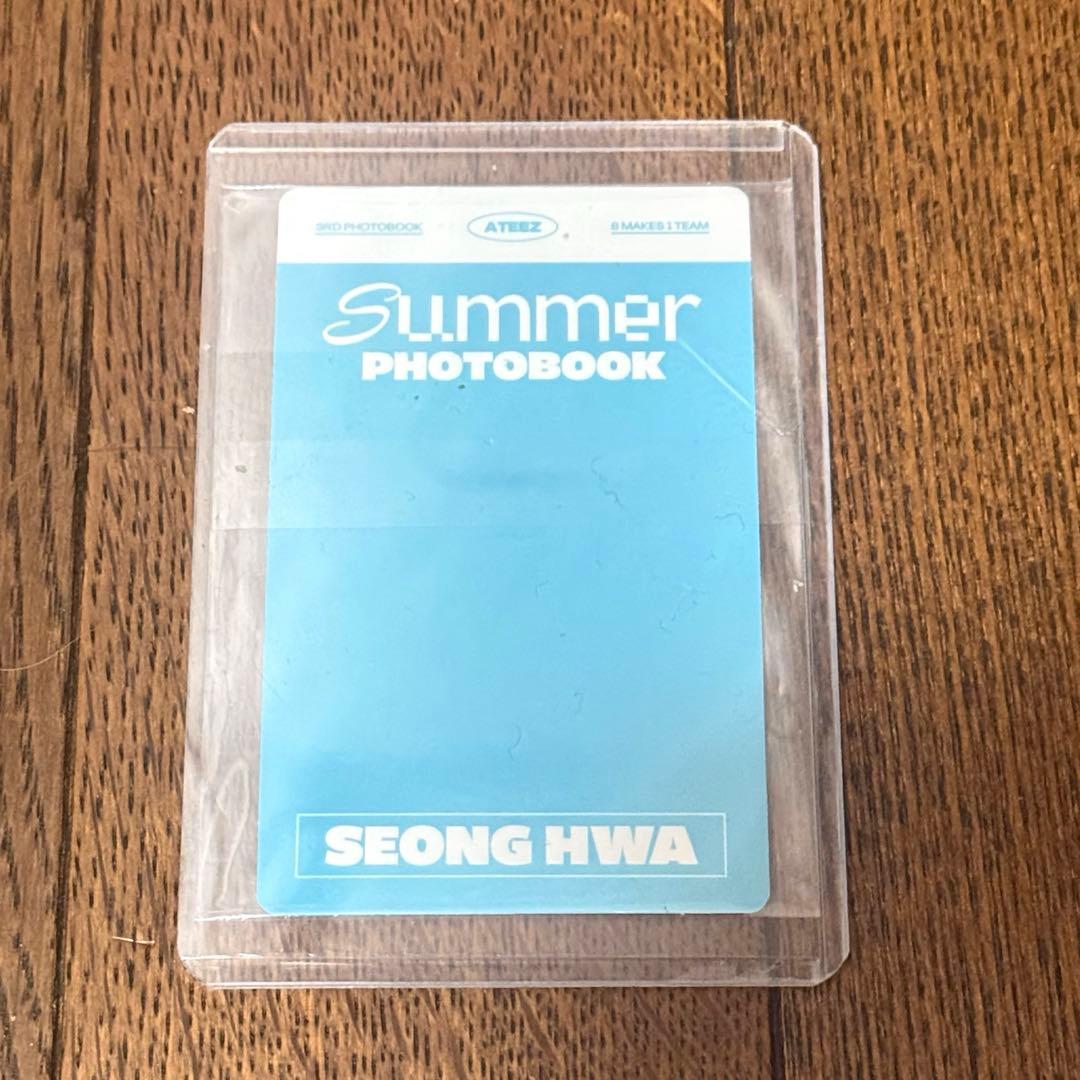 3RD PHOTOBOOK ATEEZ 8 MAKES 1 TEAM
Summer
PHOTOBOOK
SEONG HWA